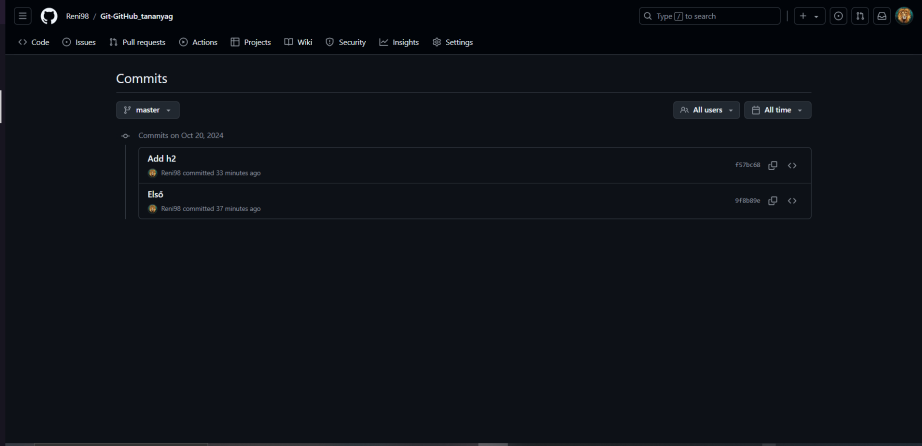 Reni98 / Git-GitHub_tananyag
Type / to search
Code Issues Pull requests Actions Projects Wiki Security Insights Settings
Commits
master
All users All time
Commits on Oct 20, 2024
Add h2
Reni98 committed 33 minutes ago
f57bc68
Első
Reni98 committed 37 minutes ago
9f8b89e